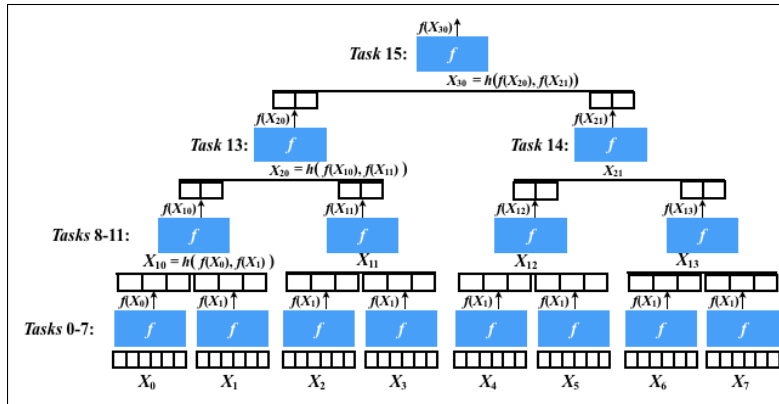 f(X30)
Task 15: f
X30 = h(f(X20), f(X21))
f(X20) f(X21)
Task 13: f Task 14: f
X20 = h( f(X10), f(X11) ) X21
f(X10) f(X11) f(X12) f(X13)
Tasks 8-11: f f f f
X10 = h( f(X0), f(X1) ) X11 X12 X13
f(X0) f(X1) f(X1) f(X1) f(X1) f(X1) f(X1) f(X1)
Tasks 0-7: f f f f f f f f
X0 X1 X2 X3 X4 X5 X6 X7